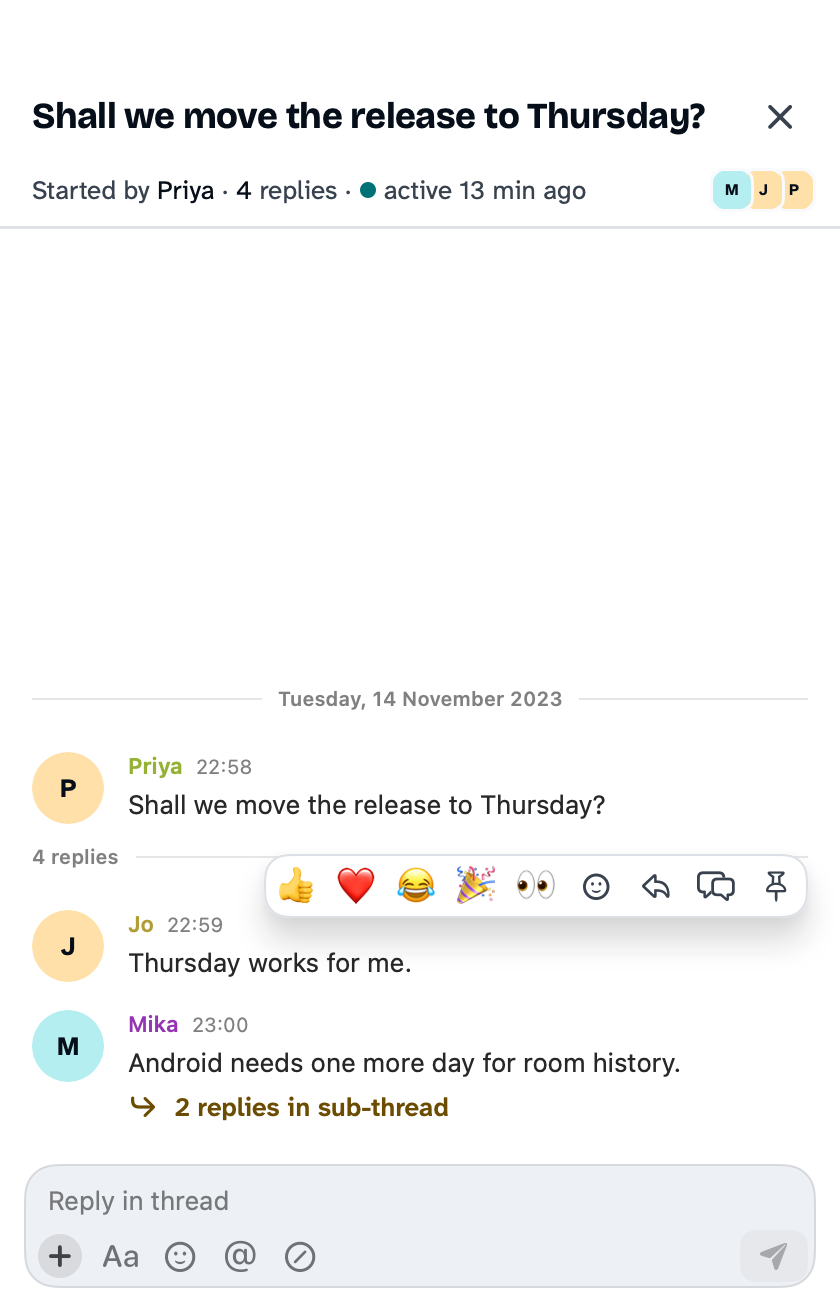 Shall we move the release to Thursday?
Started by Priya · 4 replies · active 13 min ago
M J P
Tuesday, 14 November 2023
P
Priya 22:58
Shall we move the release to Thursday?
4 replies
J
Jo 22:59
Thursday works for me.
M
Mika 23:00
Android needs one more day for room history.
2 replies in sub-thread
Reply in thread
Aa @